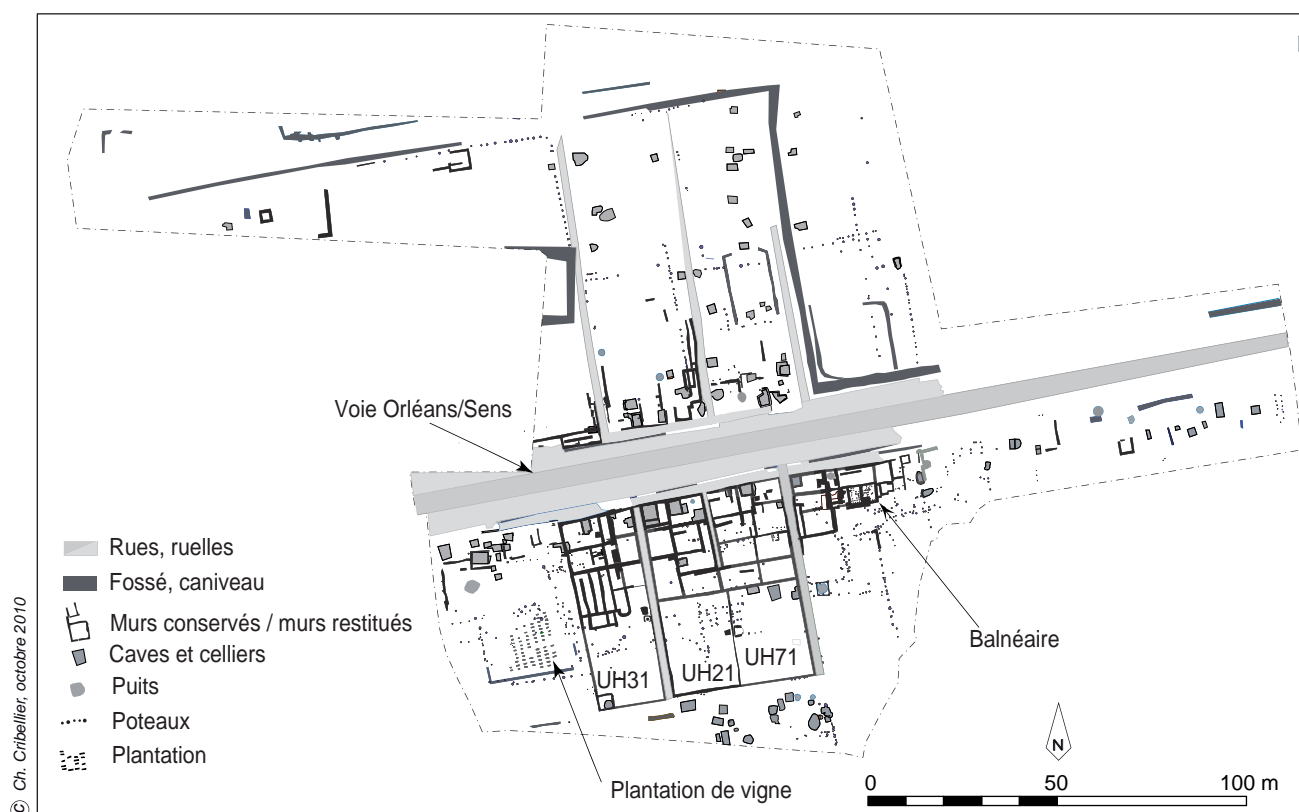 Voie Orléans/Sens
Rues, ruelles
Fossé, caniveau
Murs conservés / murs restitués
Caves et celliers
Puits
Poteaux
Plantation
UH31
UH21
UH71
Balnéaire
Plantation de vigne
N
0 50 100 m
© Ch. Cribellier, octobre 2010